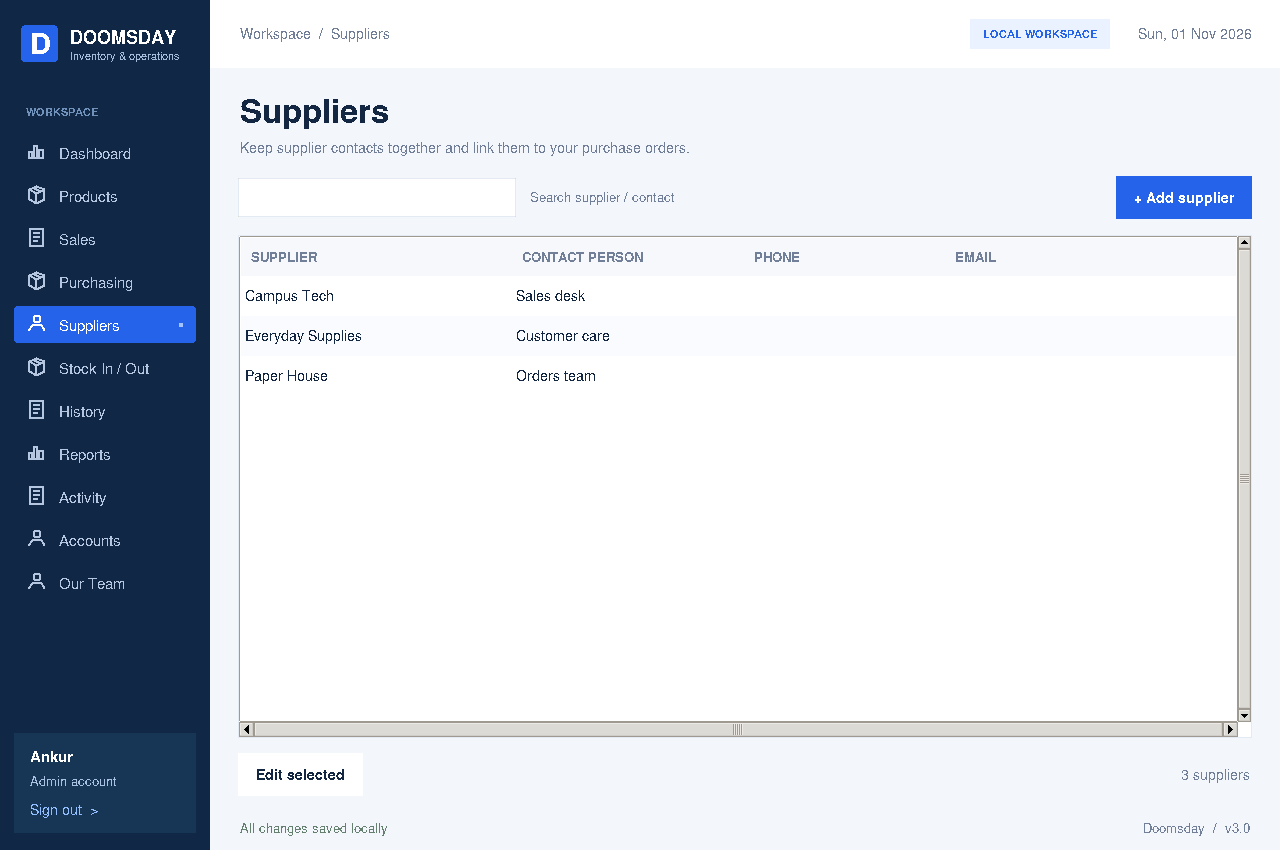 D
DOOMSDAY
Inventory & operations
WORKSPACE
Dashboard
Products
Sales
Purchasing
Suppliers
Stock In / Out
History
Reports
Activity
Accounts
Our Team
Ankur
Admin account
Sign out >
Workspace / Suppliers
LOCAL WORKSPACE
Sun, 01 Nov 2026
Suppliers
Keep supplier contacts together and link them to your purchase orders.
Search supplier / contact
+ Add supplier
SUPPLIER CONTACT PERSON PHONE EMAIL
Campus Tech Sales desk
Everyday Supplies Customer care
Paper House Orders team
Edit selected
3 suppliers
All changes saved locally
Doomsday / v3.0